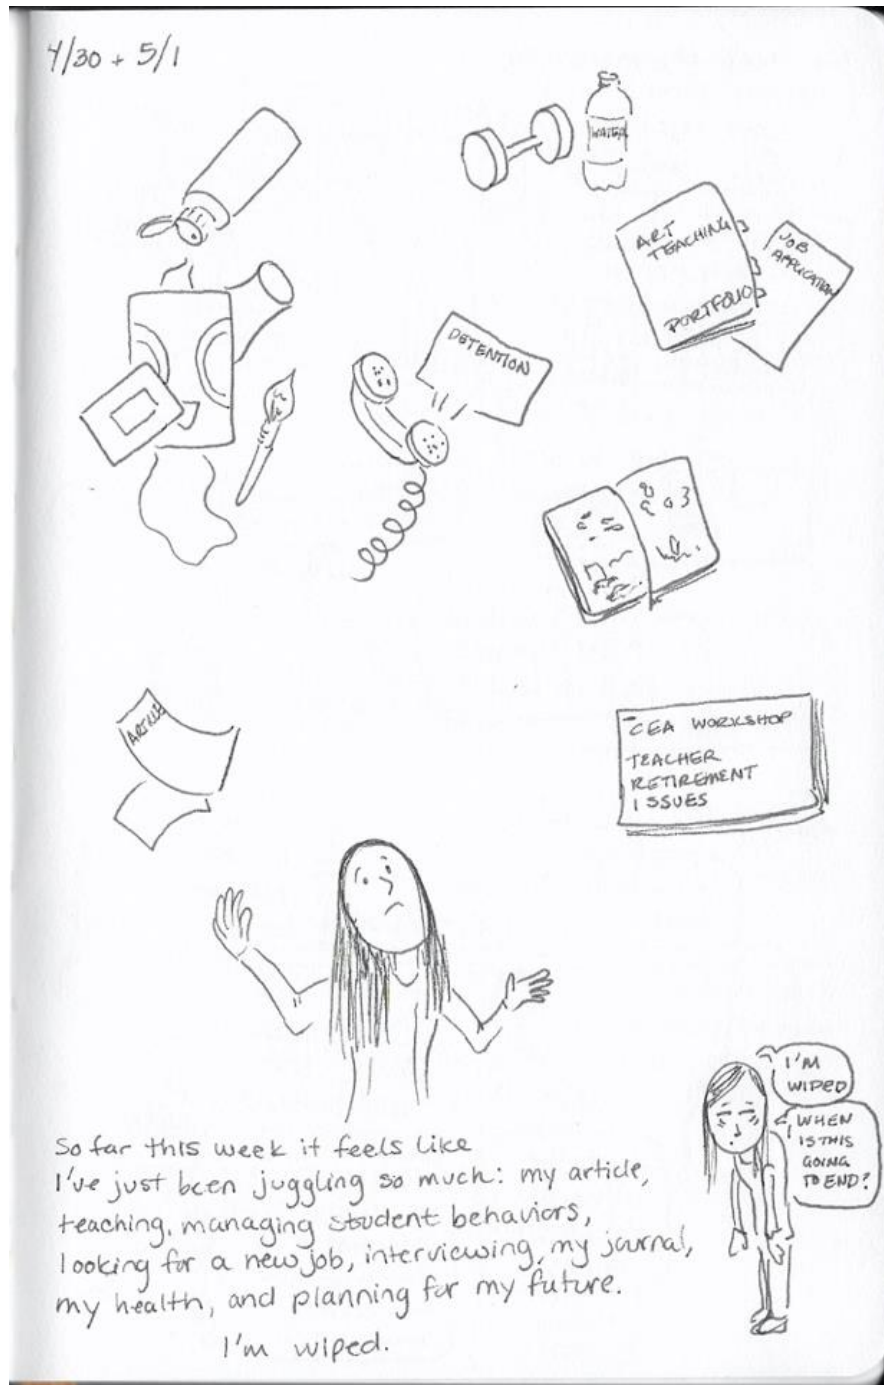 4/30 + 5/1
WATER
ART
TEACHING
PORTFOLIO
JOB
APPLICATION
DETENTION
ARTICLE
CEA WORKSHOP
TEACHER
RETIREMENT
ISSUES
I'M
WIPED
WHEN
IS THIS
GOING
TO END?
So far this week it feels like
I've just been juggling so much: my article,
teaching, managing student behaviors,
looking for a new job, interviewing, my journal,
my health, and planning for my future.
I'm wiped.